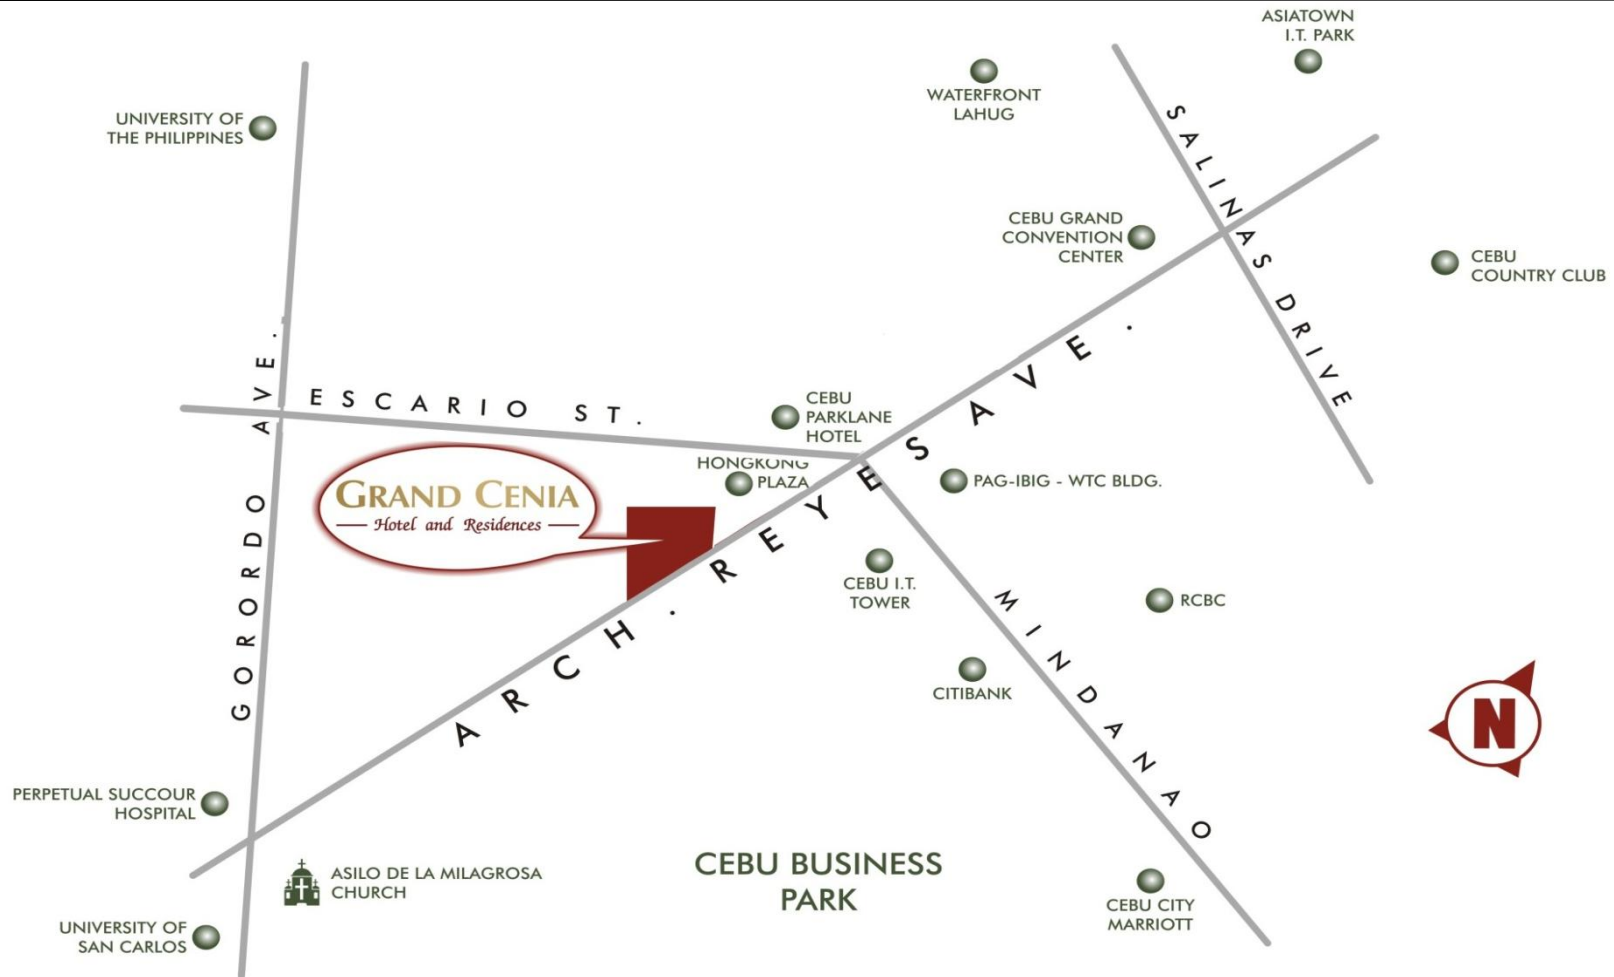 ASIATOWN
I.T. PARK
WATERFRONT
LAHUG
UNIVERSITY OF
THE PHILIPPINES
SALINAS DRIVE
CEBU GRAND
CONVENTION
CENTER
CEBU
COUNTRY CLUB
GORORDO AVE.
ESCARIO ST.
CEBU
PARKLANE
HOTEL
HONGKONG
PLAZA
GRAND CENIA
Hotel and Residences
ARCH. REYES AVE.
PAG-IBIG - WTC BLDG.
CEBU I.T.
TOWER
RCBC
MINDANAO
CITIBANK
N
PERPETUAL SUCCOUR
HOSPITAL
ASILO DE LA MILAGROSA
CHURCH
CEBU BUSINESS
PARK
CEBU CITY
MARRIOTT
UNIVERSITY OF
SAN CARLOS